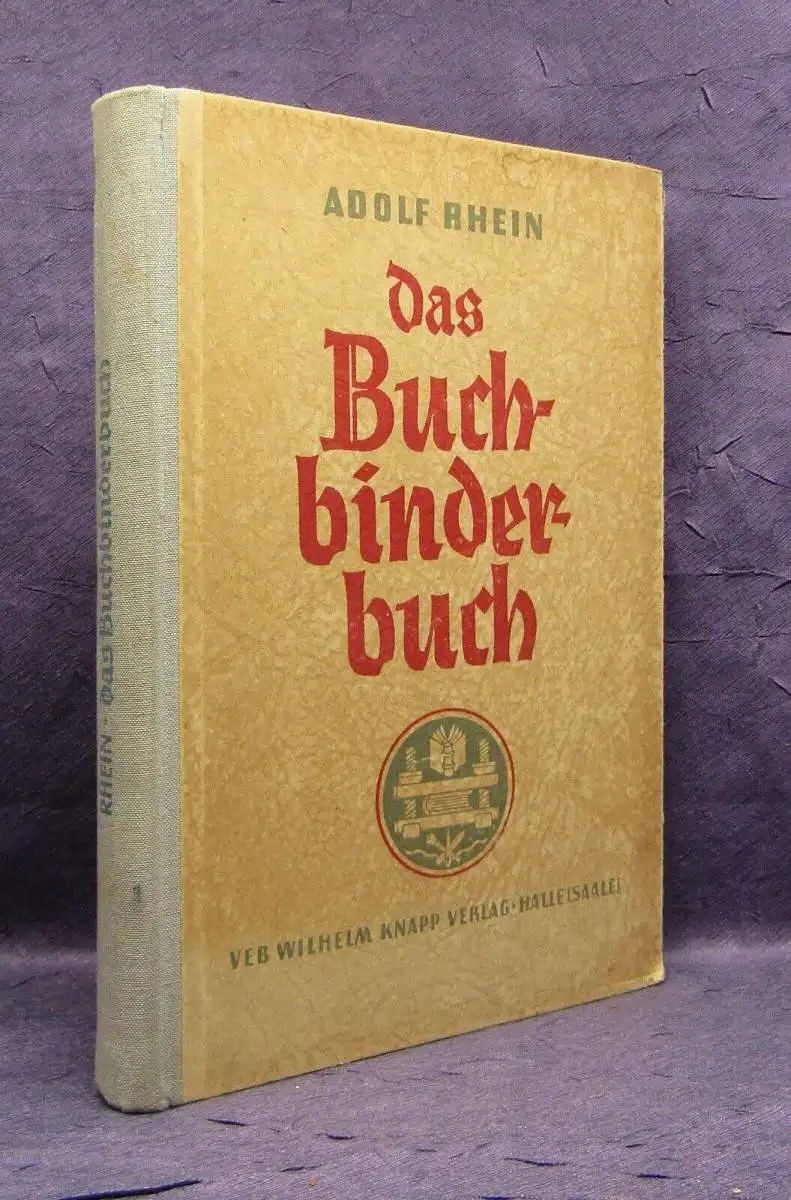 ADOLF RHEIN
das
Buch-
binder-
buch
VEB WILHELM KNAPP VERLAG · HALLE (SAALE)
RHEIN · Das Buchbinderbuch